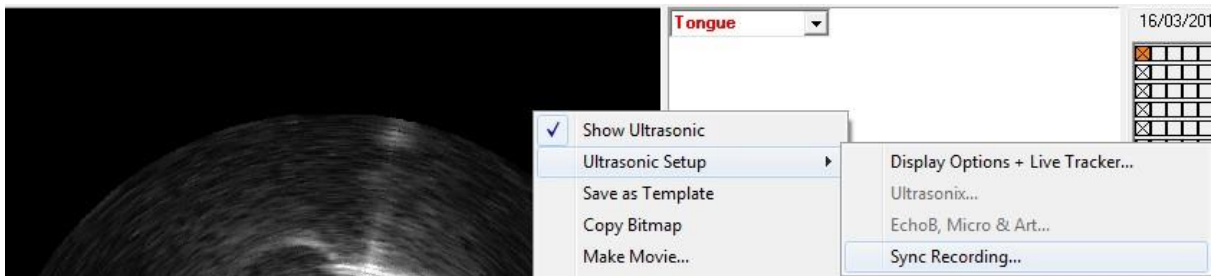 Tongue
16/03/201
Show Ultrasonic
Ultrasonic Setup
Save as Template
Copy Bitmap
Make Movie...
Display Options + Live Tracker...
Ultrasonix...
EchoB, Micro & Art...
Sync Recording...